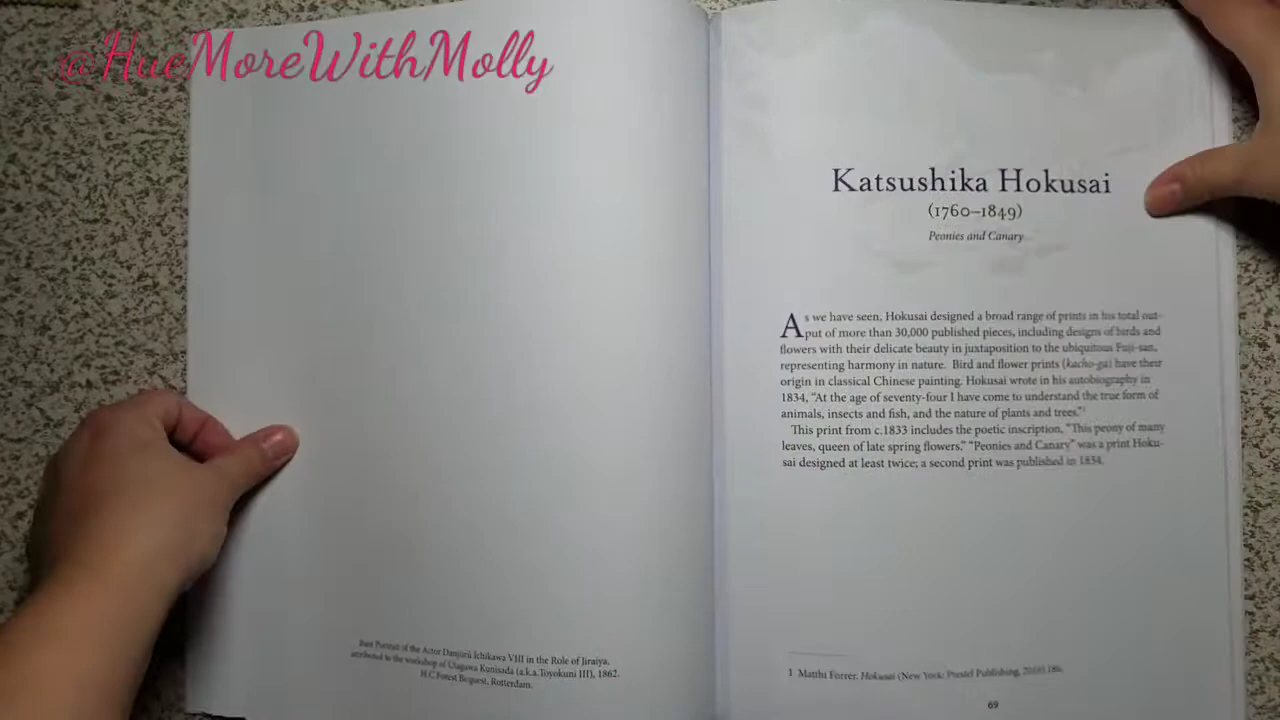 @HueMoreWithMolly
Bust Portrait of the Actor Danjurū Ichikawa VIII in the Role of Jiraiya,
attributed to the workshop of Utagawa Kunisada (a.k.a. Toyokuni III), 1862.
H.C Forest Bequest, Rotterdam.
Katsushika Hokusai
(1760–1849)
Peonies and Canary
As we have seen, Hokusai designed a broad range of prints in his total out-
put of more than 30,000 published pieces, including designs of birds and
flowers with their delicate beauty in juxtaposition to the ubiquitous Fuji-san,
representing harmony in nature. Bird and flower prints (kacho-ga) have their
origin in classical Chinese painting. Hokusai wrote in his autobiography in
1834, “At the age of seventy-four I have come to understand the true form of
animals, insects and fish, and the nature of plants and trees.”1
This print from c.1833 includes the poetic inscription, “This peony of many
leaves, queen of late spring flowers.” “Peonies and Canary” was a print Hoku-
sai designed at least twice; a second print was published in 1834.
1 Matthi Forrer, Hokusai (New York: Prestel Publishing,
69